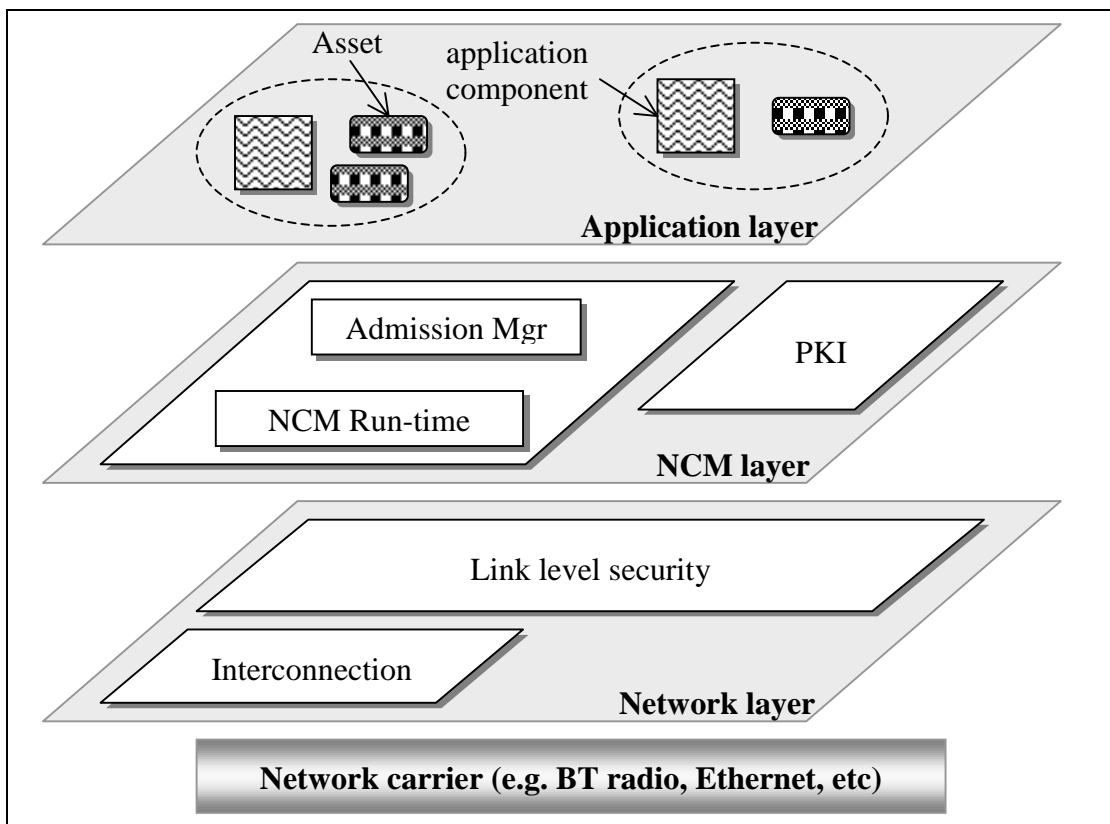 Asset
application
component
Application layer
Admission Mgr
PKI
NCM Run-time
NCM layer
Link level security
Interconnection
Network layer
Network carrier (e.g. BT radio, Ethernet, etc)